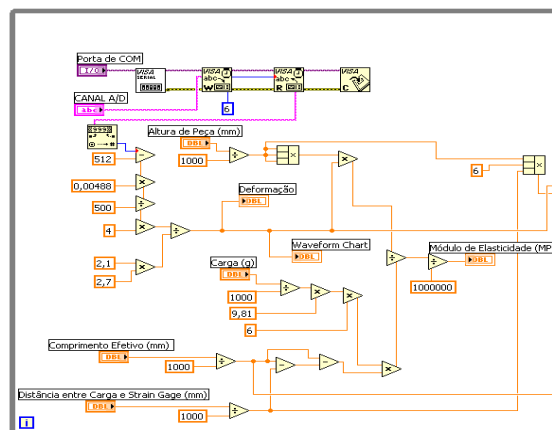 Porta de COM
I/O
VISA
SERIAL
VISA
abc
W
VISA
abc
R
VISA
C
6
CANAL A/D
abc
Altura de Peça (mm)
DBL
1000
512
0,00488
500
4
2,1
2,7
6
Deformação
DBL
Waveform Chart
DBL
Carga (g)
DBL
1000
9,81
6
Módulo de Elasticidade (MP
DBL
1000000
Comprimento Efetivo (mm)
DBL
1000
Distância entre Carga e Strain Gage (mm)
DBL
1000
i